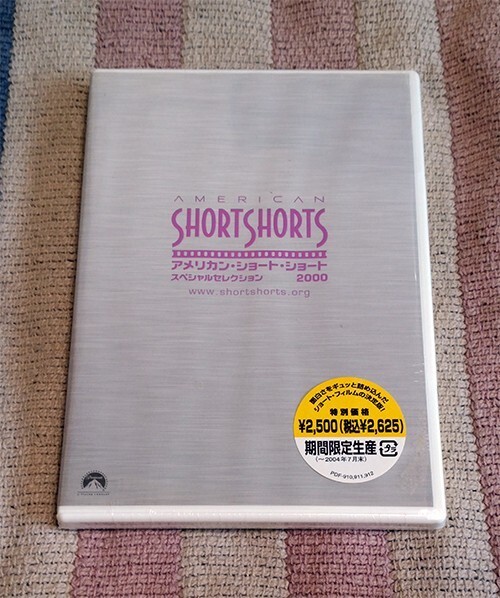 AMERICAN
SHORTSHORTS
アメリカン・ショート・ショート
スペシャルセレクション 2000
www.shortshorts.org
面白さをギュッと詰め込んだ
ショート・フィルムの決定版!
特別価格
¥2,500(税込¥2,625)
期間限定生産
(〜2004年7月末)
PDF-910,911,912